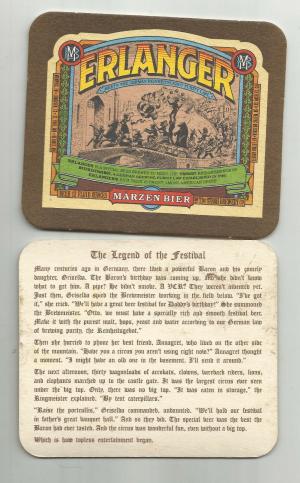 ERLANGER
MARZEN BIER
The Legend of the Festival
Many centuries ago in Germany, there lived a powerful Baron and his comely
daughter, Griselda. The Baron's birthday was coming up. She didn't know
what to get him. A pipe? He didn't smoke. A VCR? They weren't invented yet.
Just then, Griselda spied the Brewmeister working in the field below. "I've got
it," she cried. "We'll have a great beer festival for Daddy's birthday!" She summoned
the Brewmeister. "Otto, we must have a specially rich and smooth festival beer.
Make it with the purest malt, hops, yeast and water according to our German law
of brewing purity, the Reinheitsgebot."
Then she hurried to phone her best friend, Annagret, who lived on the other side
of the mountain. "Have you a circus you aren't using right now?" Annagret thought
a moment. "I might have an old one in the basement. I'll send it around."
The next afternoon, thirty wagonloads of acrobats, clowns, bareback riders, lions,
and elephants marched up to the castle gate. It was the largest circus ever seen
under the big top. Only, there was no big top. "It was eaten in storage," the
Ringmeister explained. "By tent caterpillars."
"Raise the portcullis," Griselda commanded, undaunted. "We'll hold our festival
in father's great banquet hall." And so they did. The special beer was the best the
Baron had ever tasted. And the circus was wonderful fun, even without a big top.
Which is how topless entertainment began.